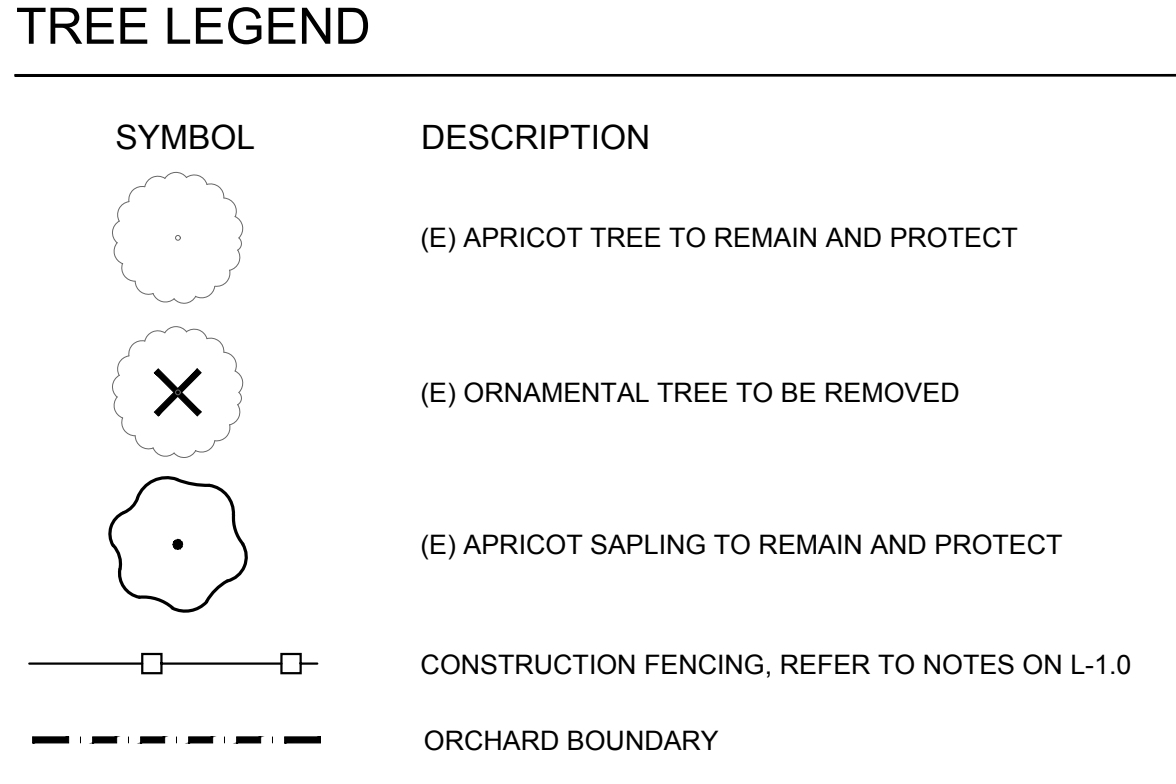 TREE LEGEND
SYMBOL DESCRIPTION
(E) APRICOT TREE TO REMAIN AND PROTECT
(E) ORNAMENTAL TREE TO BE REMOVED
(E) APRICOT SAPLING TO REMAIN AND PROTECT
CONSTRUCTION FENCING, REFER TO NOTES ON L-1.0
ORCHARD BOUNDARY